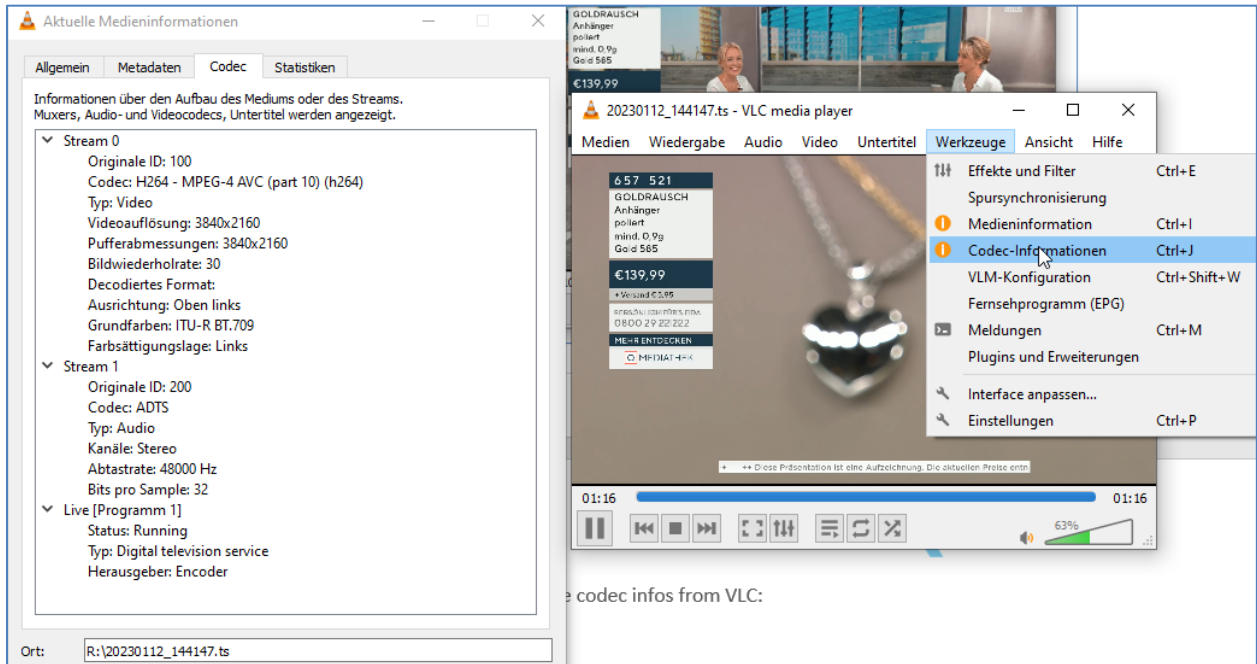 Aktuelle Medieninformationen
Allgemein Metadaten Codec Statistiken
Informationen über den Aufbau des Mediums oder des Streams.
Muxers, Audio- und Videocodecs, Untertitel werden angezeigt.
Stream 0
Originale ID: 100
Codec: H264 - MPEG-4 AVC (part 10) (h264)
Typ: Video
Videoauflösung: 3840x2160
Pufferabmessungen: 3840x2160
Bildwiederholrate: 30
Decodiertes Format:
Ausrichtung: Oben links
Grundfarben: ITU-R BT.709
Farbsättigungslage: Links
Stream 1
Originale ID: 200
Codec: ADTS
Typ: Audio
Kanäle: Stereo
Abtastrate: 48000 Hz
Bits pro Sample: 32
Live [Programm 1]
Status: Running
Typ: Digital television service
Herausgeber: Encoder
Ort: R:\20230112_144147.ts
GOLDRAUSCH
Anhänger
poliert
mind. 0,9g
Gold 585
€139,99
20230112_144147.ts - VLC media player
Medien Wiedergabe Audio Video Untertitel Werkzeuge Ansicht Hilfe
657 521
GOLDRAUSCH
Anhänger
poliert
mind. 0,9g
Gold 585
€139,99
+ Versand €5,95
0800 29 22222
MEHR ENTDECKEN
MEDIATHEK
+ ++ Diese Präsentation ist eine Aufzeichnung. Die aktuellen Preise entn
01:16 01:16
63%
Effekte und Filter Ctrl+E
Spursynchronisierung
Medieninformation Ctrl+I
Codec-Informationen Ctrl+J
VLM-Konfiguration Ctrl+Shift+W
Fernsehprogramm (EPG)
Meldungen Ctrl+M
Plugins und Erweiterungen
Interface anpassen...
Einstellungen Ctrl+P
codec infos from VLC: